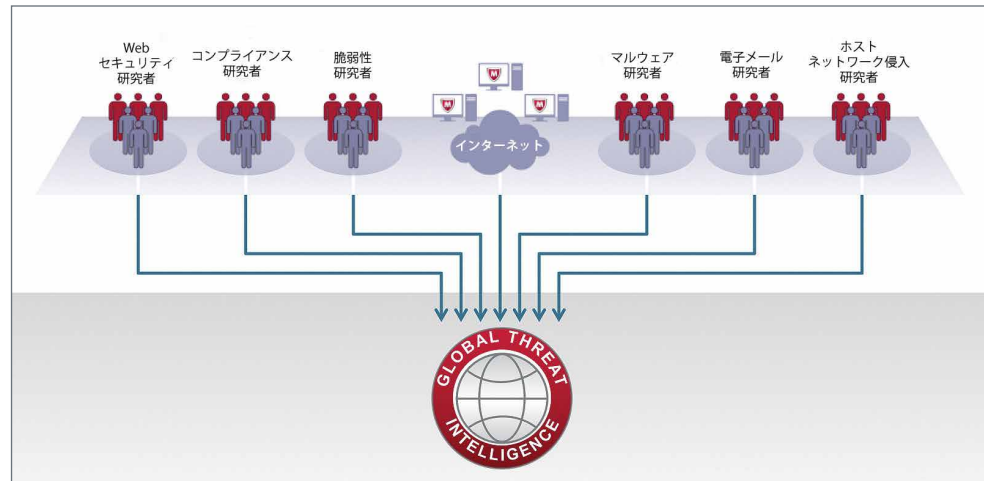 Web
セキュリティ
研究者
コンプライアンス
研究者
脆弱性
研究者
インターネット
マルウェア
研究者
電子メール
研究者
ホスト
ネットワーク侵入
研究者
M
M
M
GLOBAL THREAT
INTELLIGENCE